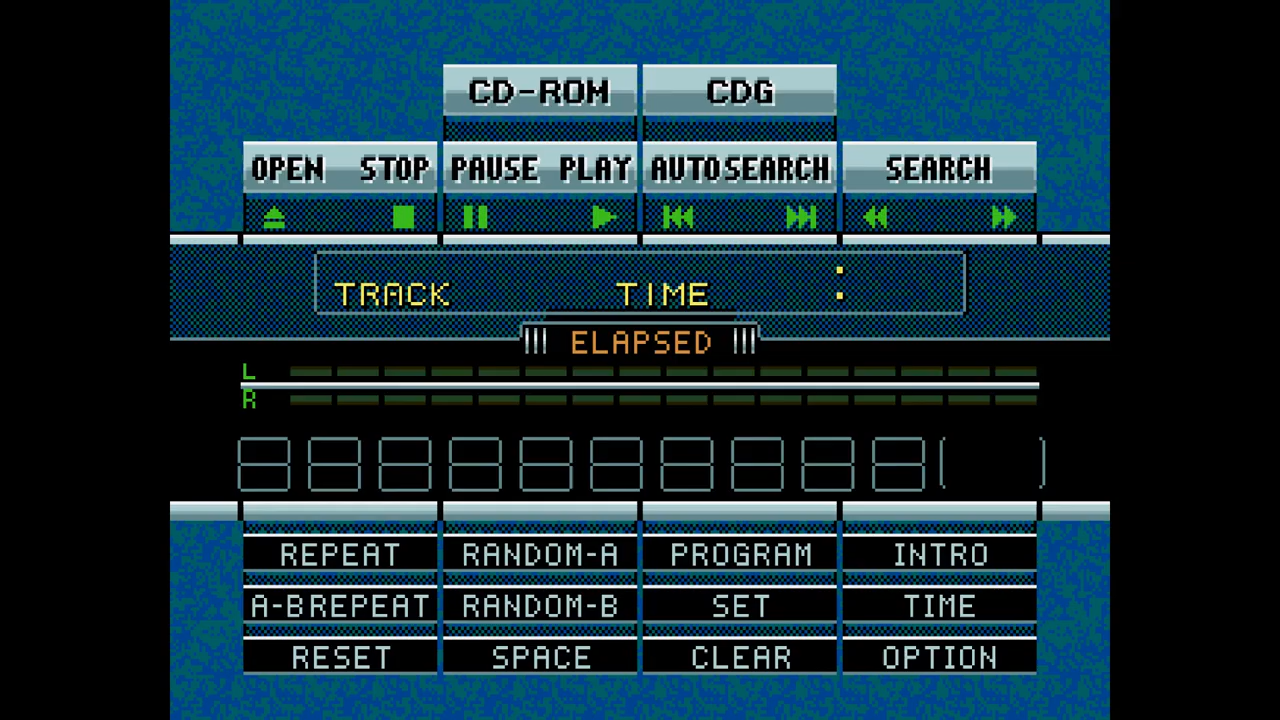 CD-ROM CDG
OPEN STOP PAUSE PLAY AUTOSEARCH SEARCH
TRACK TIME :
ELAPSED
L
R
REPEAT RANDOM-A PROGRAM INTRO
A-BREPEAT RANDOM-B SET TIME
RESET SPACE CLEAR OPTION